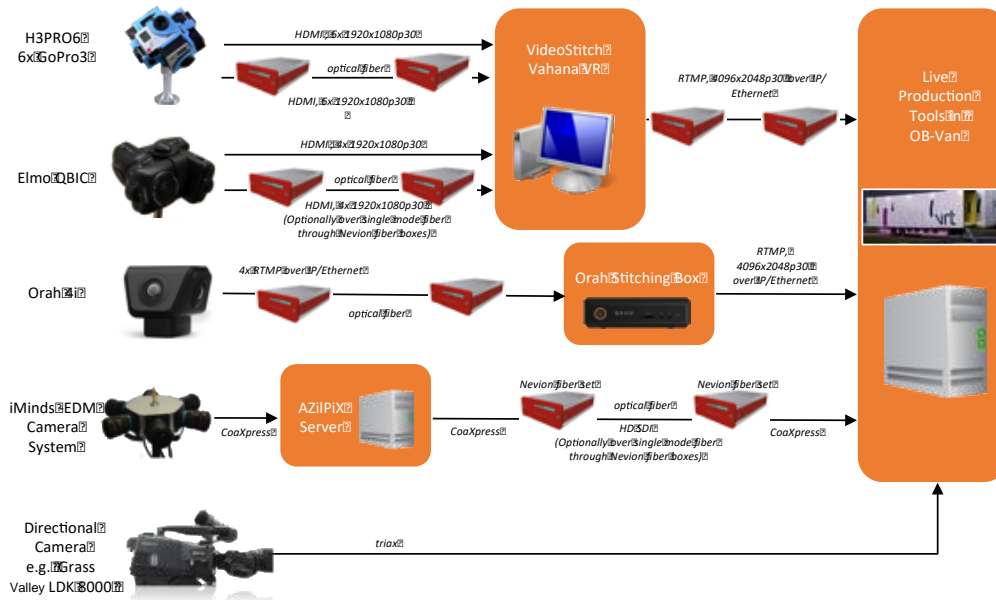 H3PRO6
6x GoPro3
HDMI, 6x 1920x1080p30
optical fiber
HDMI, 6x 1920x1080p30
VideoStitch
Vahana VR
RTMP, 4096x2048p30 over IP/
Ethernet
Live
Production
Tools in
OB-Van
vrt
Elmo QBIC
HDMI, 4x 1920x1080p30
optical fiber
HDMI, 4x 1920x1080p30
(Optionally over single mode fiber
through Nevion fiber boxes)
Orah 4i
4x RTMP over IP/Ethernet
optical fiber
Orah Stitching Box
RTMP,
4096x2048p30
over IP/Ethernet
iMinds EDM
Camera
System
CoaXpress
AZilPiX
Server
CoaXpress
Nevion fiber set
optical fiber
HD SDI
(Optionally over single mode fiber
through Nevion fiber boxes)
Nevion fiber set
CoaXpress
Directional
Camera
e.g. Grass
Valley LDK 8000
triax